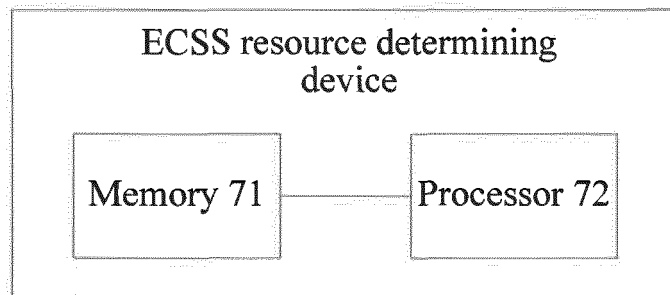 ECSS resource determining
device
Memory 71
Processor 72